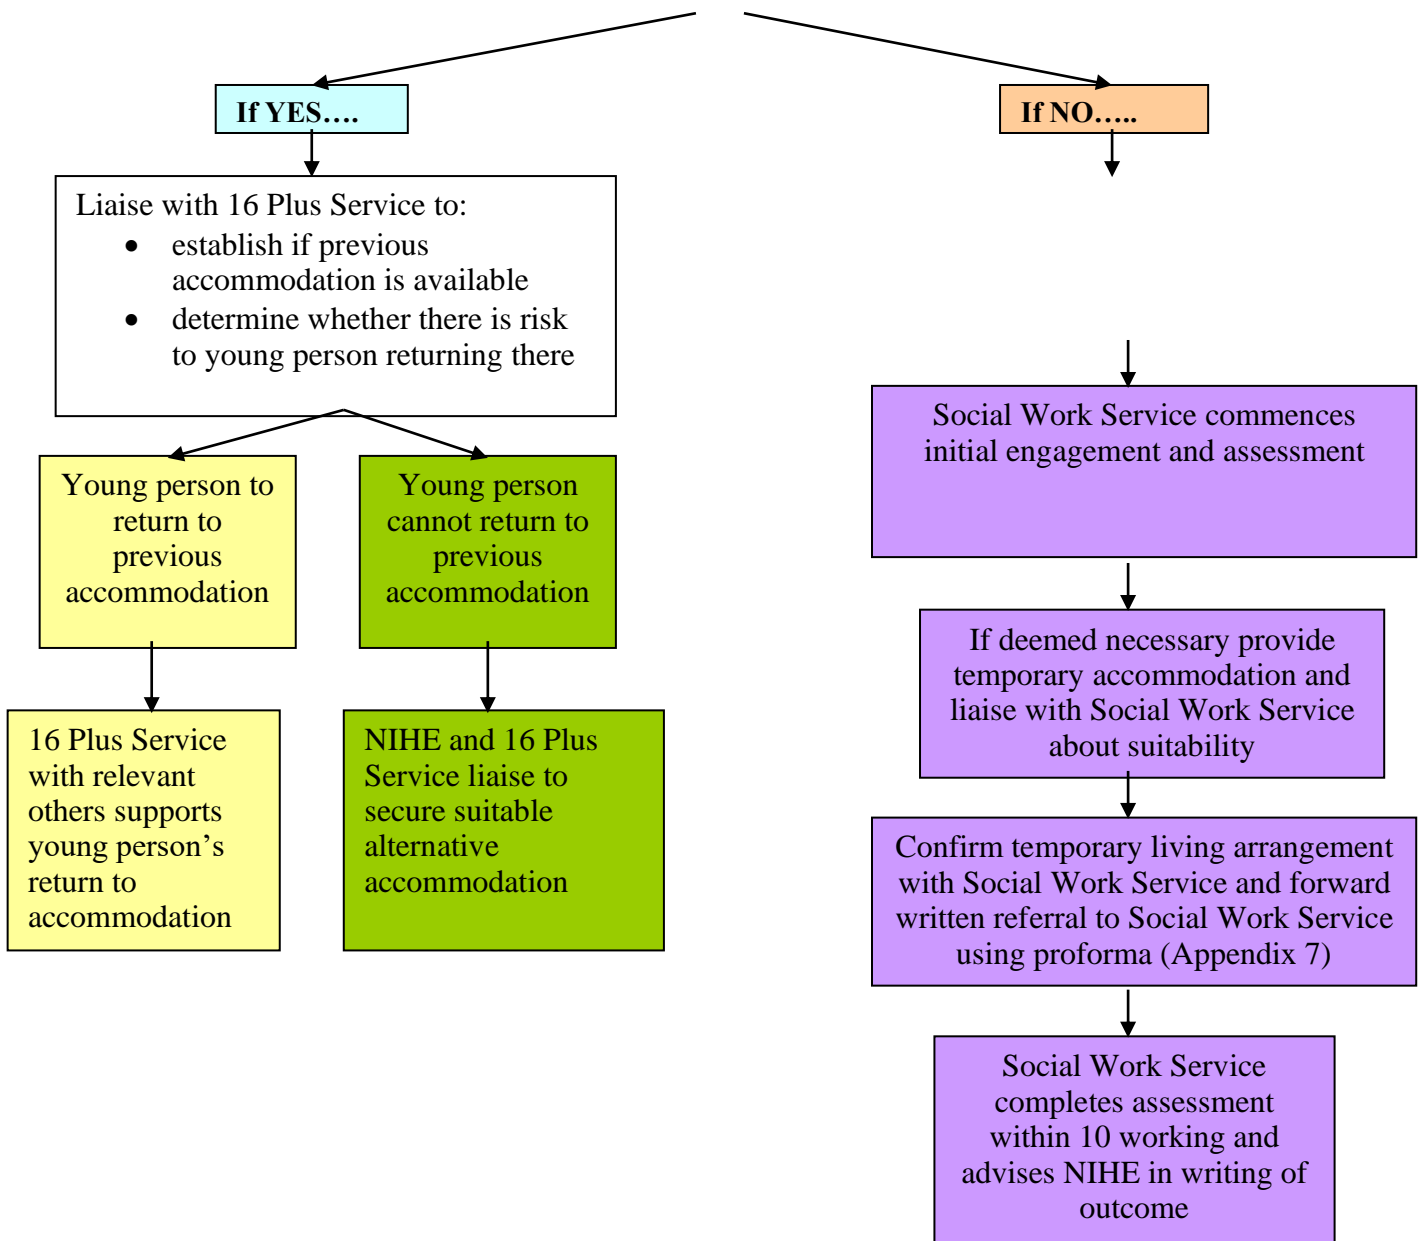 If YES….
If NO…..
Liaise with 16 Plus Service to:
• establish if previous
accommodation is available
• determine whether there is risk
to young person returning there
Young person to
return to
previous
accommodation
Young person
cannot return to
previous
accommodation
16 Plus Service
with relevant
others supports
young person’s
return to
accommodation
NIHE and 16 Plus
Service liaise to
secure suitable
alternative
accommodation
Social Work Service commences
initial engagement and assessment
If deemed necessary provide
temporary accommodation and
liaise with Social Work Service
about suitability
Confirm temporary living arrangement
with Social Work Service and forward
written referral to Social Work Service
using proforma (Appendix 7)
Social Work Service
completes assessment
within 10 working and
advises NIHE in writing of
outcome